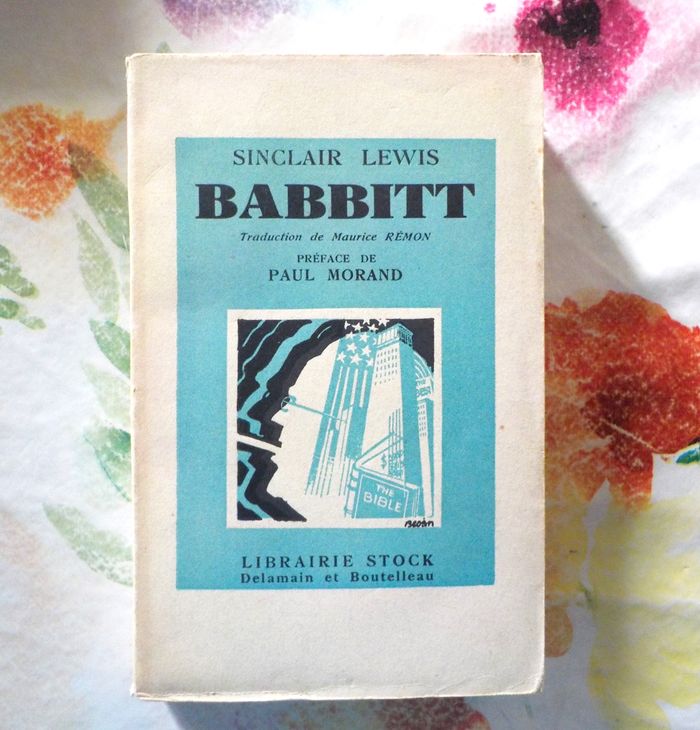 SINCLAIR LEWIS
BABBITT
Traduction de Maurice RÉMON
PRÉFACE DE
PAUL MORAND
THE
BIBLE
LIBRAIRIE STOCK
Delamain et Boutelleau